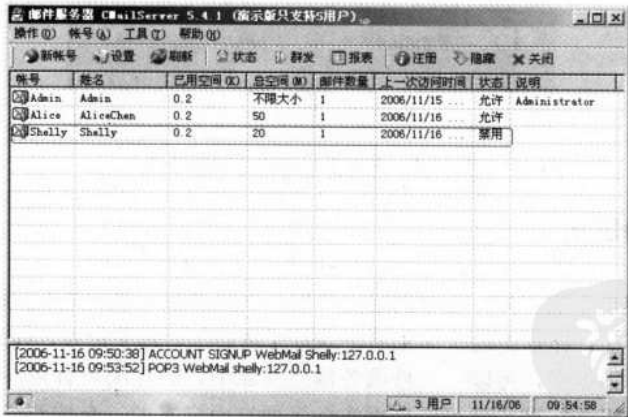 邮件服务器 CMailServer 5.4.1 (演示版只支持5用户)
操作(O) 帐号(A) 工具(T) 帮助(H)
新帐号 设置 刷新 状态 群发 报表 注册 隐藏 关闭
帐号 姓名 已用空间(K) 总空间(M) 邮件数量 上一次访问时间 状态 说明
Admin Admin 0.2 不限大小 1 2006/11/15 ... 允许 Administrator
Alice AliceChen 0.2 50 1 2006/11/16 ... 允许
Shelly Shelly 0.2 20 1 2006/11/16 ... 禁用
[2006-11-16 09:50:38] ACCOUNT SIGNUP WebMail Shelly:127.0.0.1
[2006-11-16 09:53:52] POP3 WebMail shelly:127.0.0.1
3 用户 11/16/06 09:54:58